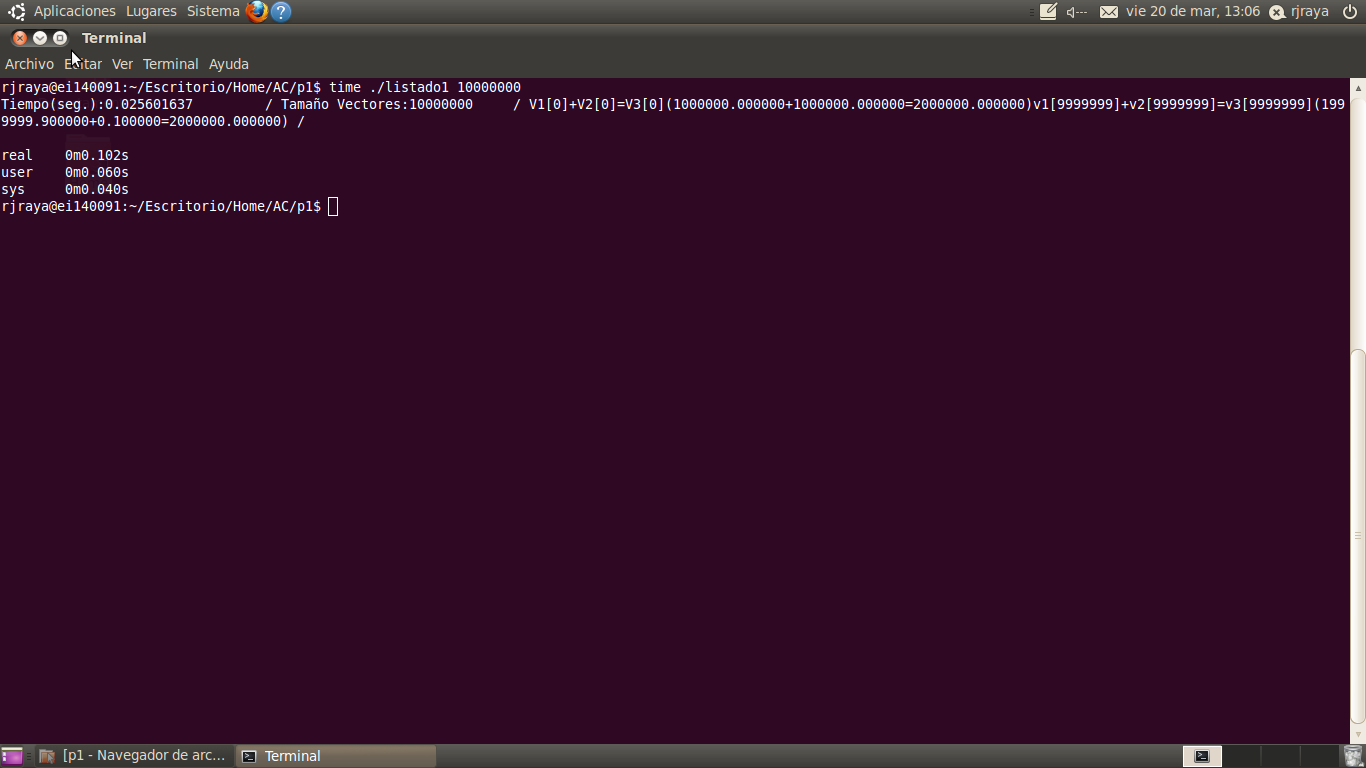 Aplicaciones Lugares Sistema ? vie 20 de mar, 13:06 rjraya
Terminal
Archivo Editar Ver Terminal Ayuda
rjraya@ei140091:~/Escritorio/Home/AC/p1$ time ./listado1 10000000
Tiempo(seg.):0.025601637 / Tamaño Vectores:10000000 / V1[0]+V2[0]=V3[0](1000000.000000+1000000.000000=2000000.000000)v1[9999999]+v2[9999999]=v3[9999999](199
9999.900000+0.100000=2000000.000000) /
real 0m0.102s
user 0m0.060s
sys 0m0.040s
rjraya@ei140091:~/Escritorio/Home/AC/p1$
[p1 - Navegador de arc... Terminal